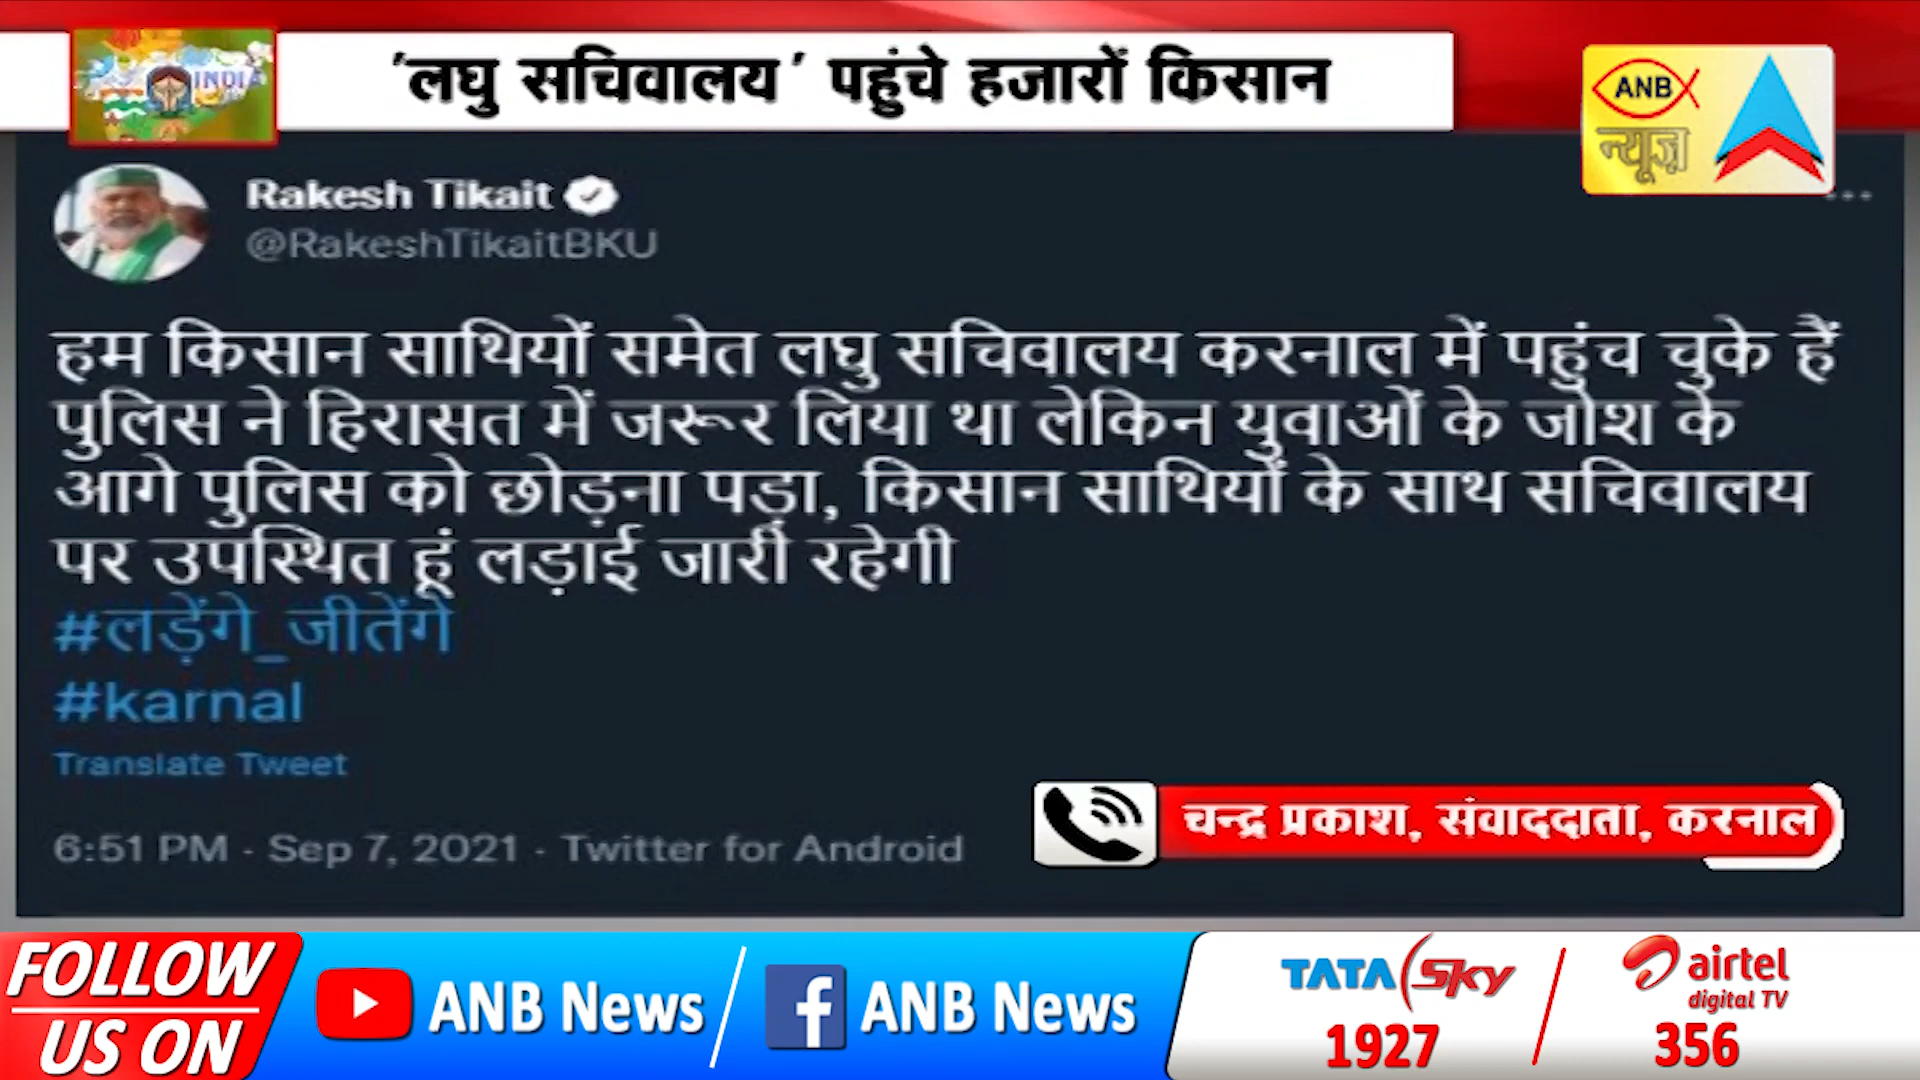 'लघु सचिवालय' पहुंचे हजारों किसान
INDIA
ANB
न्यूज़
Rakesh Tikait
@RakeshTikaitBKU
हम किसान साथियों समेत लघु सचिवालय करनाल में पहुंच चुके हैं
पुलिस ने हिरासत में जरूर लिया था लेकिन युवाओं के जोश के
आगे पुलिस को छोड़ना पड़ा, किसान साथियों के साथ सचिवालय
पर उपस्थित हूं लड़ाई जारी रहेगी
#लड़ेंगे_जीतेंगे
#karnal
Translate Tweet
6:51 PM · Sep 7, 2021 · Twitter for Android
चन्द्र प्रकाश, संवाददाता, करनाल
FOLLOW
US ON
ANB News
ANB News
TATA Sky
1927
airtel
digital TV
356